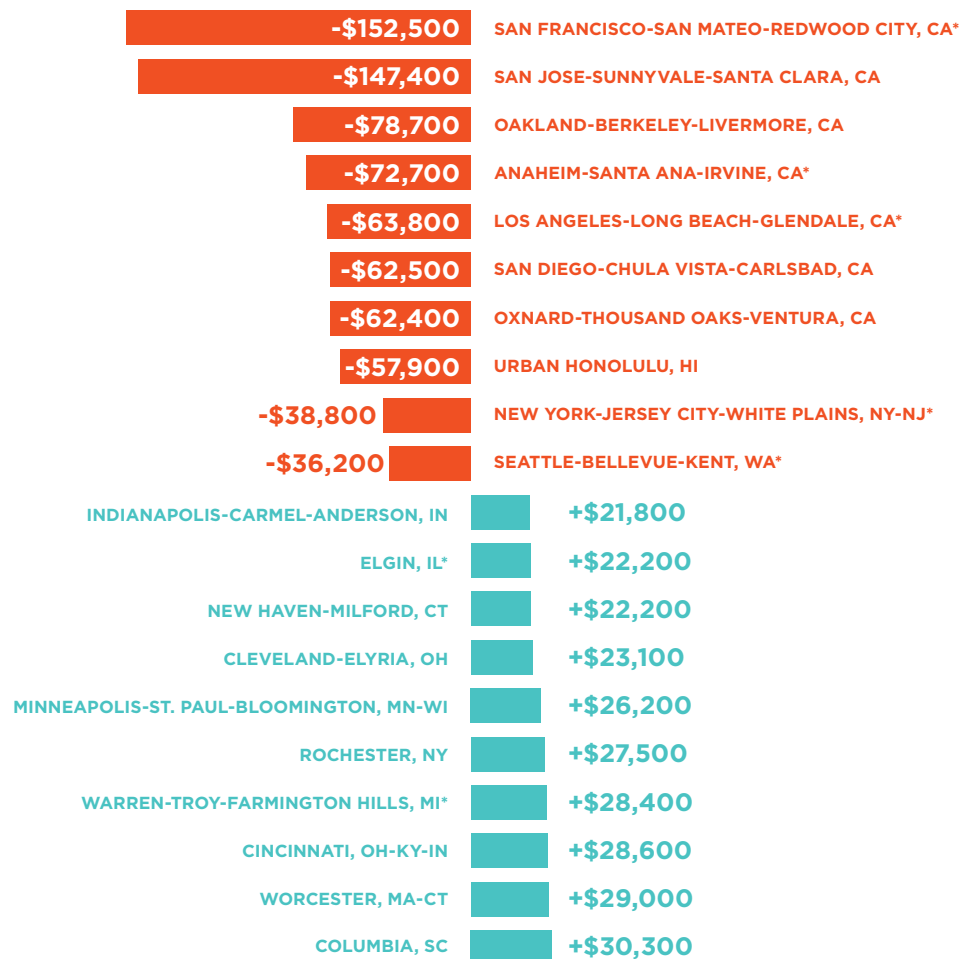 -$152,500 SAN FRANCISCO-SAN MATEO-REDWOOD CITY, CA*
-$147,400 SAN JOSE-SUNNYVALE-SANTA CLARA, CA
-$78,700 OAKLAND-BERKELEY-LIVERMORE, CA
-$72,700 ANAHEIM-SANTA ANA-IRVINE, CA*
-$63,800 LOS ANGELES-LONG BEACH-GLENDALE, CA*
-$62,500 SAN DIEGO-CHULA VISTA-CARLSBAD, CA
-$62,400 OXNARD-THOUSAND OAKS-VENTURA, CA
-$57,900 URBAN HONOLULU, HI
-$38,800 NEW YORK-JERSEY CITY-WHITE PLAINS, NY-NJ*
-$36,200 SEATTLE-BELLEVUE-KENT, WA*
INDIANAPOLIS-CARMEL-ANDERSON, IN +$21,800
ELGIN, IL* +$22,200
NEW HAVEN-MILFORD, CT +$22,200
CLEVELAND-ELYRIA, OH +$23,100
MINNEAPOLIS-ST. PAUL-BLOOMINGTON, MN-WI +$26,200
ROCHESTER, NY +$27,500
WARREN-TROY-FARMINGTON HILLS, MI* +$28,400
CINCINNATI, OH-KY-IN +$28,600
WORCESTER, MA-CT +$29,000
COLUMBIA, SC +$30,300